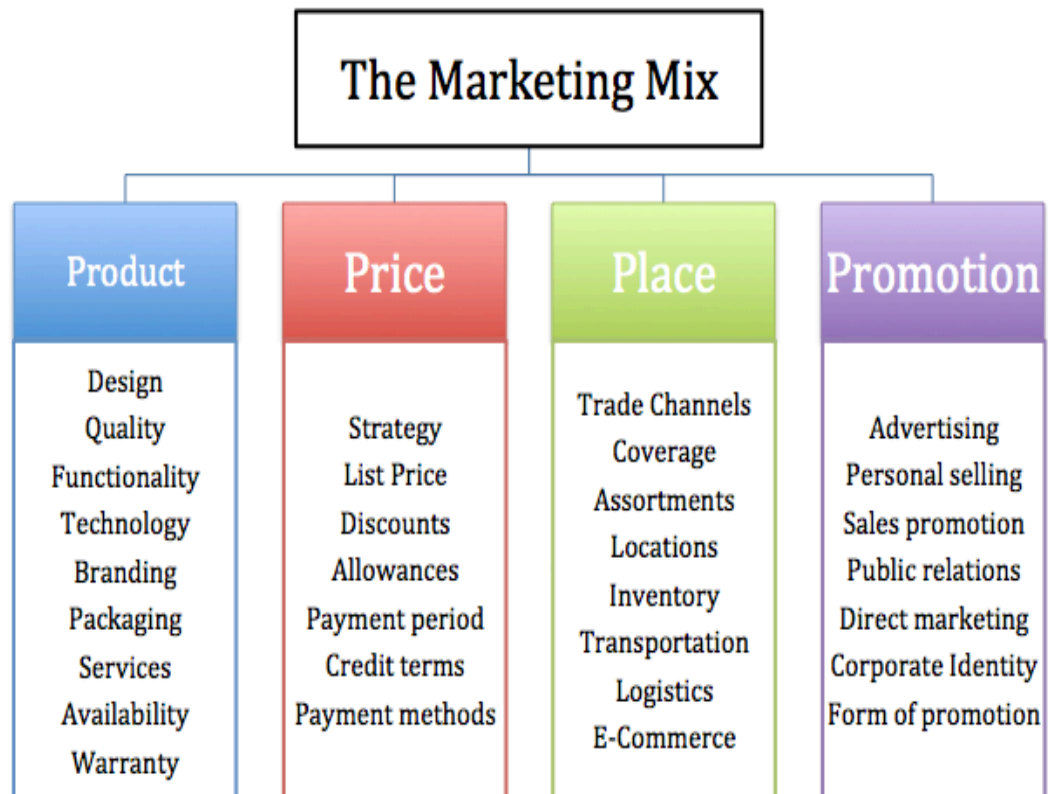 The Marketing Mix
Product
Design
Quality
Functionality
Technology
Branding
Packaging
Services
Availability
Warranty
Price
Strategy
List Price
Discounts
Allowances
Payment period
Credit terms
Payment methods
Place
Trade Channels
Coverage
Assortments
Locations
Inventory
Transportation
Logistics
E-Commerce
Promotion
Advertising
Personal selling
Sales promotion
Public relations
Direct marketing
Corporate Identity
Form of promotion